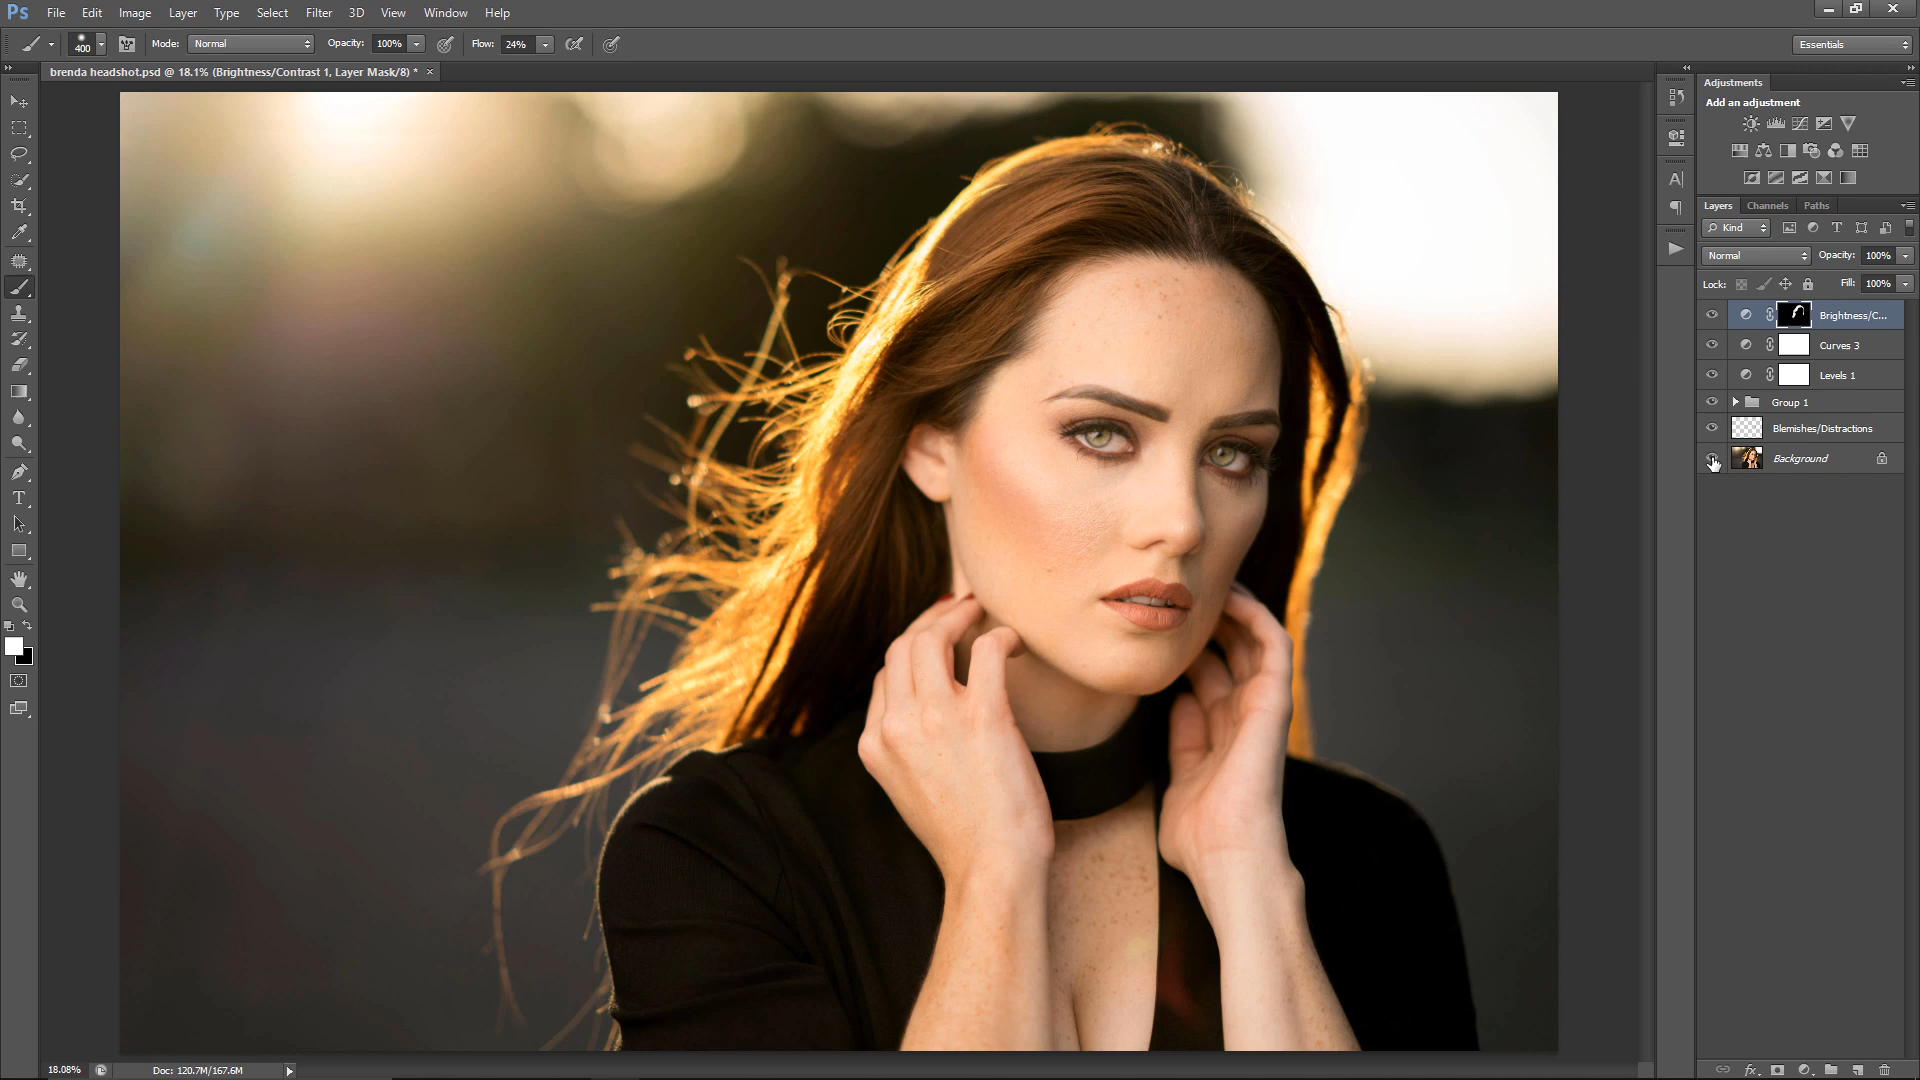 Ps File Edit Image Layer Type Select Filter 3D View Window Help
400 Mode: Normal Opacity: 100% Flow: 24% Essentials
brenda headshot.psd @ 18.1% (Brightness/Contrast 1, Layer Mask/8) *
Adjustments
Add an adjustment
Layers Channels Paths
Kind
Normal Opacity: 100%
Lock: Fill: 100%
Brightness/C...
Curves 3
Levels 1
Group 1
Blemishes/Distractions
Background
18.08% Doc: 120.7M/167.6M